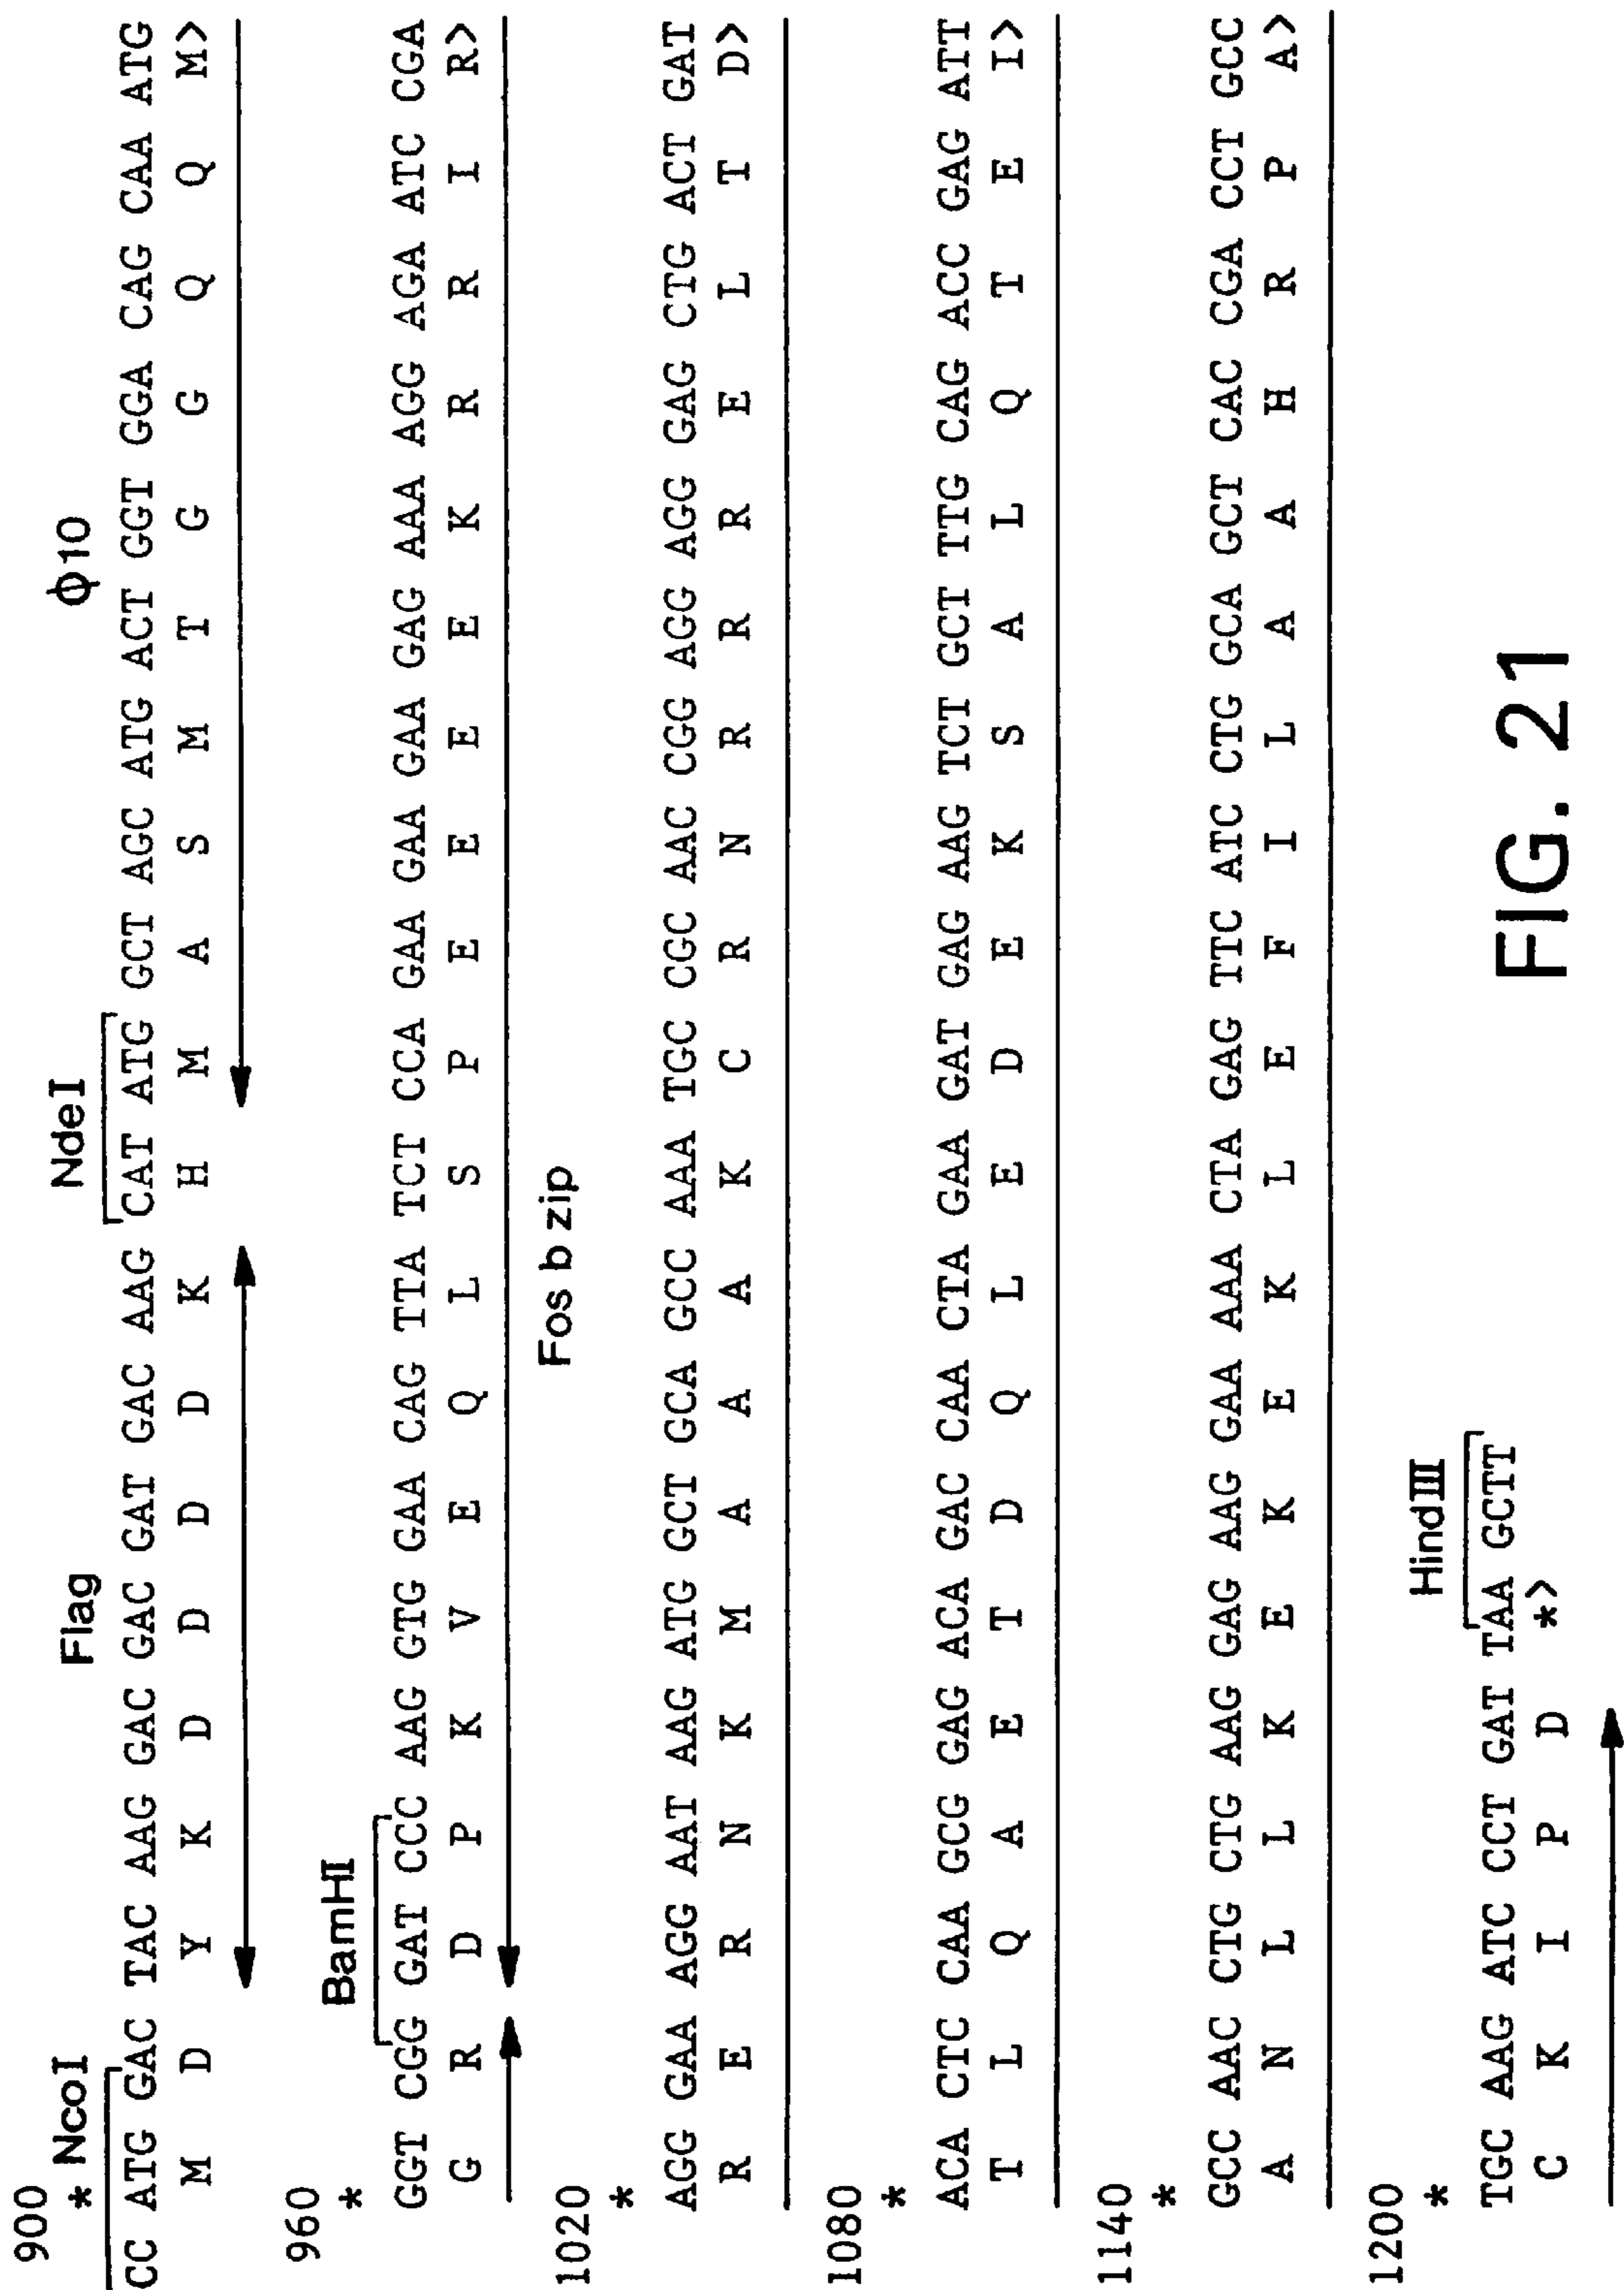 900
* NcoI Flag NdeI ϕ10
CC ATG GAC TAC AAG GAC GAC GAT GAC AAG CAT ATG GCT AGC ATG ACT GGT GGA CAG CAA ATG
M D Y K D D D D K H M A S M T G G Q Q M>
960
* BamHI
GGT CGG GAT CCC AAG GTG GAA CAG TTA TCT CCA GAA GAA GAA GAG AAA AGG AGA ATC CGA
G R D P K V E Q L S P E E E E K R R I R>
Fos b zip
1020
*
AGG GAA AGG AAT AAG ATG GCT GCA GCC AAA TGC CGC AAC CGG AGG AGG GAG CTG ACT GAT
R E R N K M A A A K C R N R R R E L T D>
1080
*
ACA CTC CAA GCG GAG ACA GAC CAA CTA GAA GAT GAG AAG TCT GCT TTG CAG ACC GAG ATT
T L Q A E T D Q L E D E K S A L Q T E I>
1140
*
GCC AAC CTG CTG AAG GAG AAG GAA AAA CTA GAG TTC ATC CTG GCA GCT CAC CGA CCT GCC
A N L L K E K E K L E F I L A A H R P A>
1200
* HindIII
TGC AAG ATC CCT GAT TAA GCTT
C K I P D *>
FIG. 21